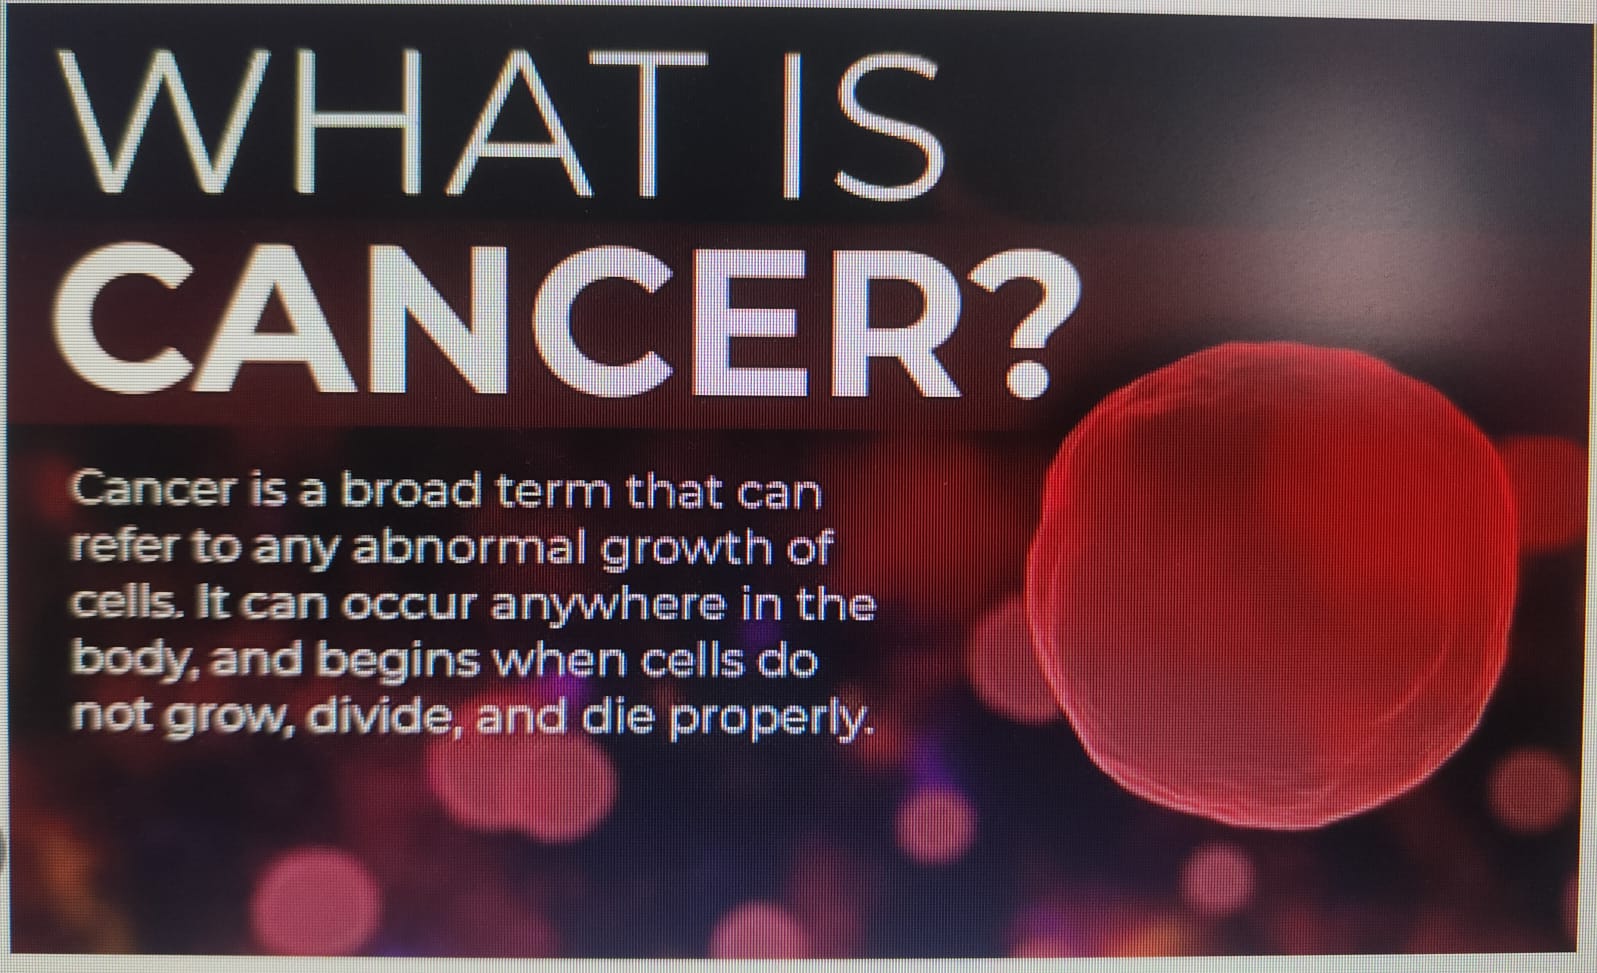 WHAT IS
CANCER?
Cancer is a broad term that can
refer to any abnormal growth of
cells. It can occur anywhere in the
body, and begins when cells do
not grow, divide, and die properly.